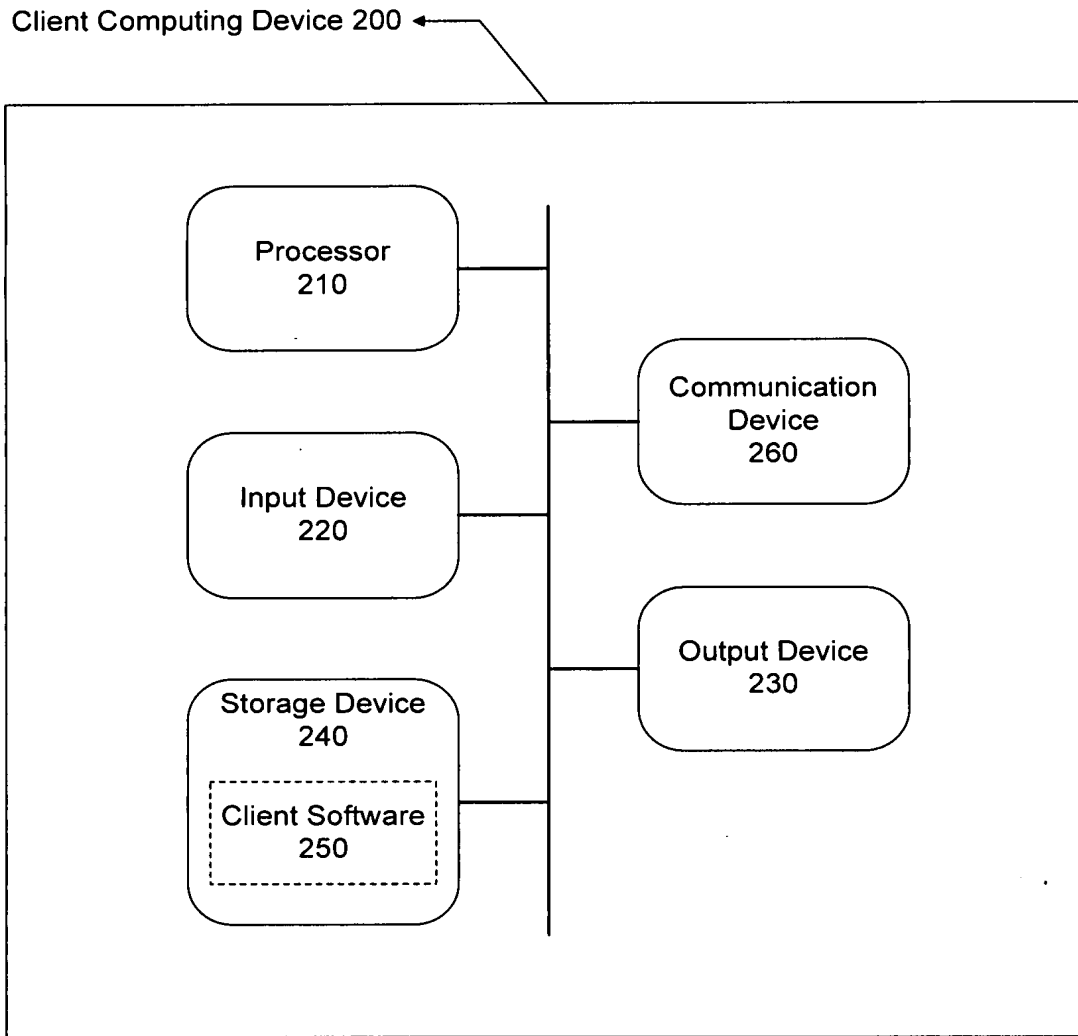 Client Computing Device 200
Processor
210
Communication
Device
260
Input Device
220
Output Device
230
Storage Device
240
Client Software
250